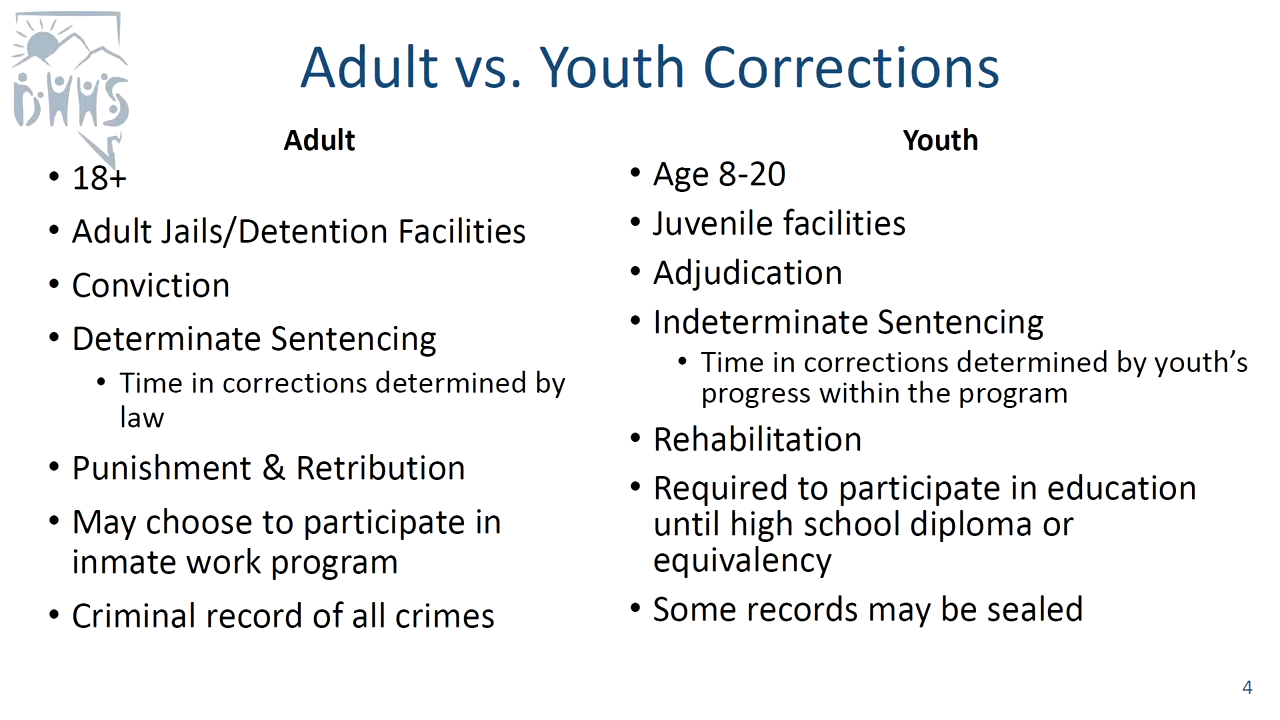 DHHS
Adult vs. Youth Corrections
Adult
• 18+
• Adult Jails/Detention Facilities
• Conviction
• Determinate Sentencing
• Time in corrections determined by
law
• Punishment & Retribution
• May choose to participate in
inmate work program
• Criminal record of all crimes
Youth
• Age 8-20
• Juvenile facilities
• Adjudication
• Indeterminate Sentencing
• Time in corrections determined by youth's
progress within the program
• Rehabilitation
• Required to participate in education
until high school diploma or
equivalency
• Some records may be sealed
4